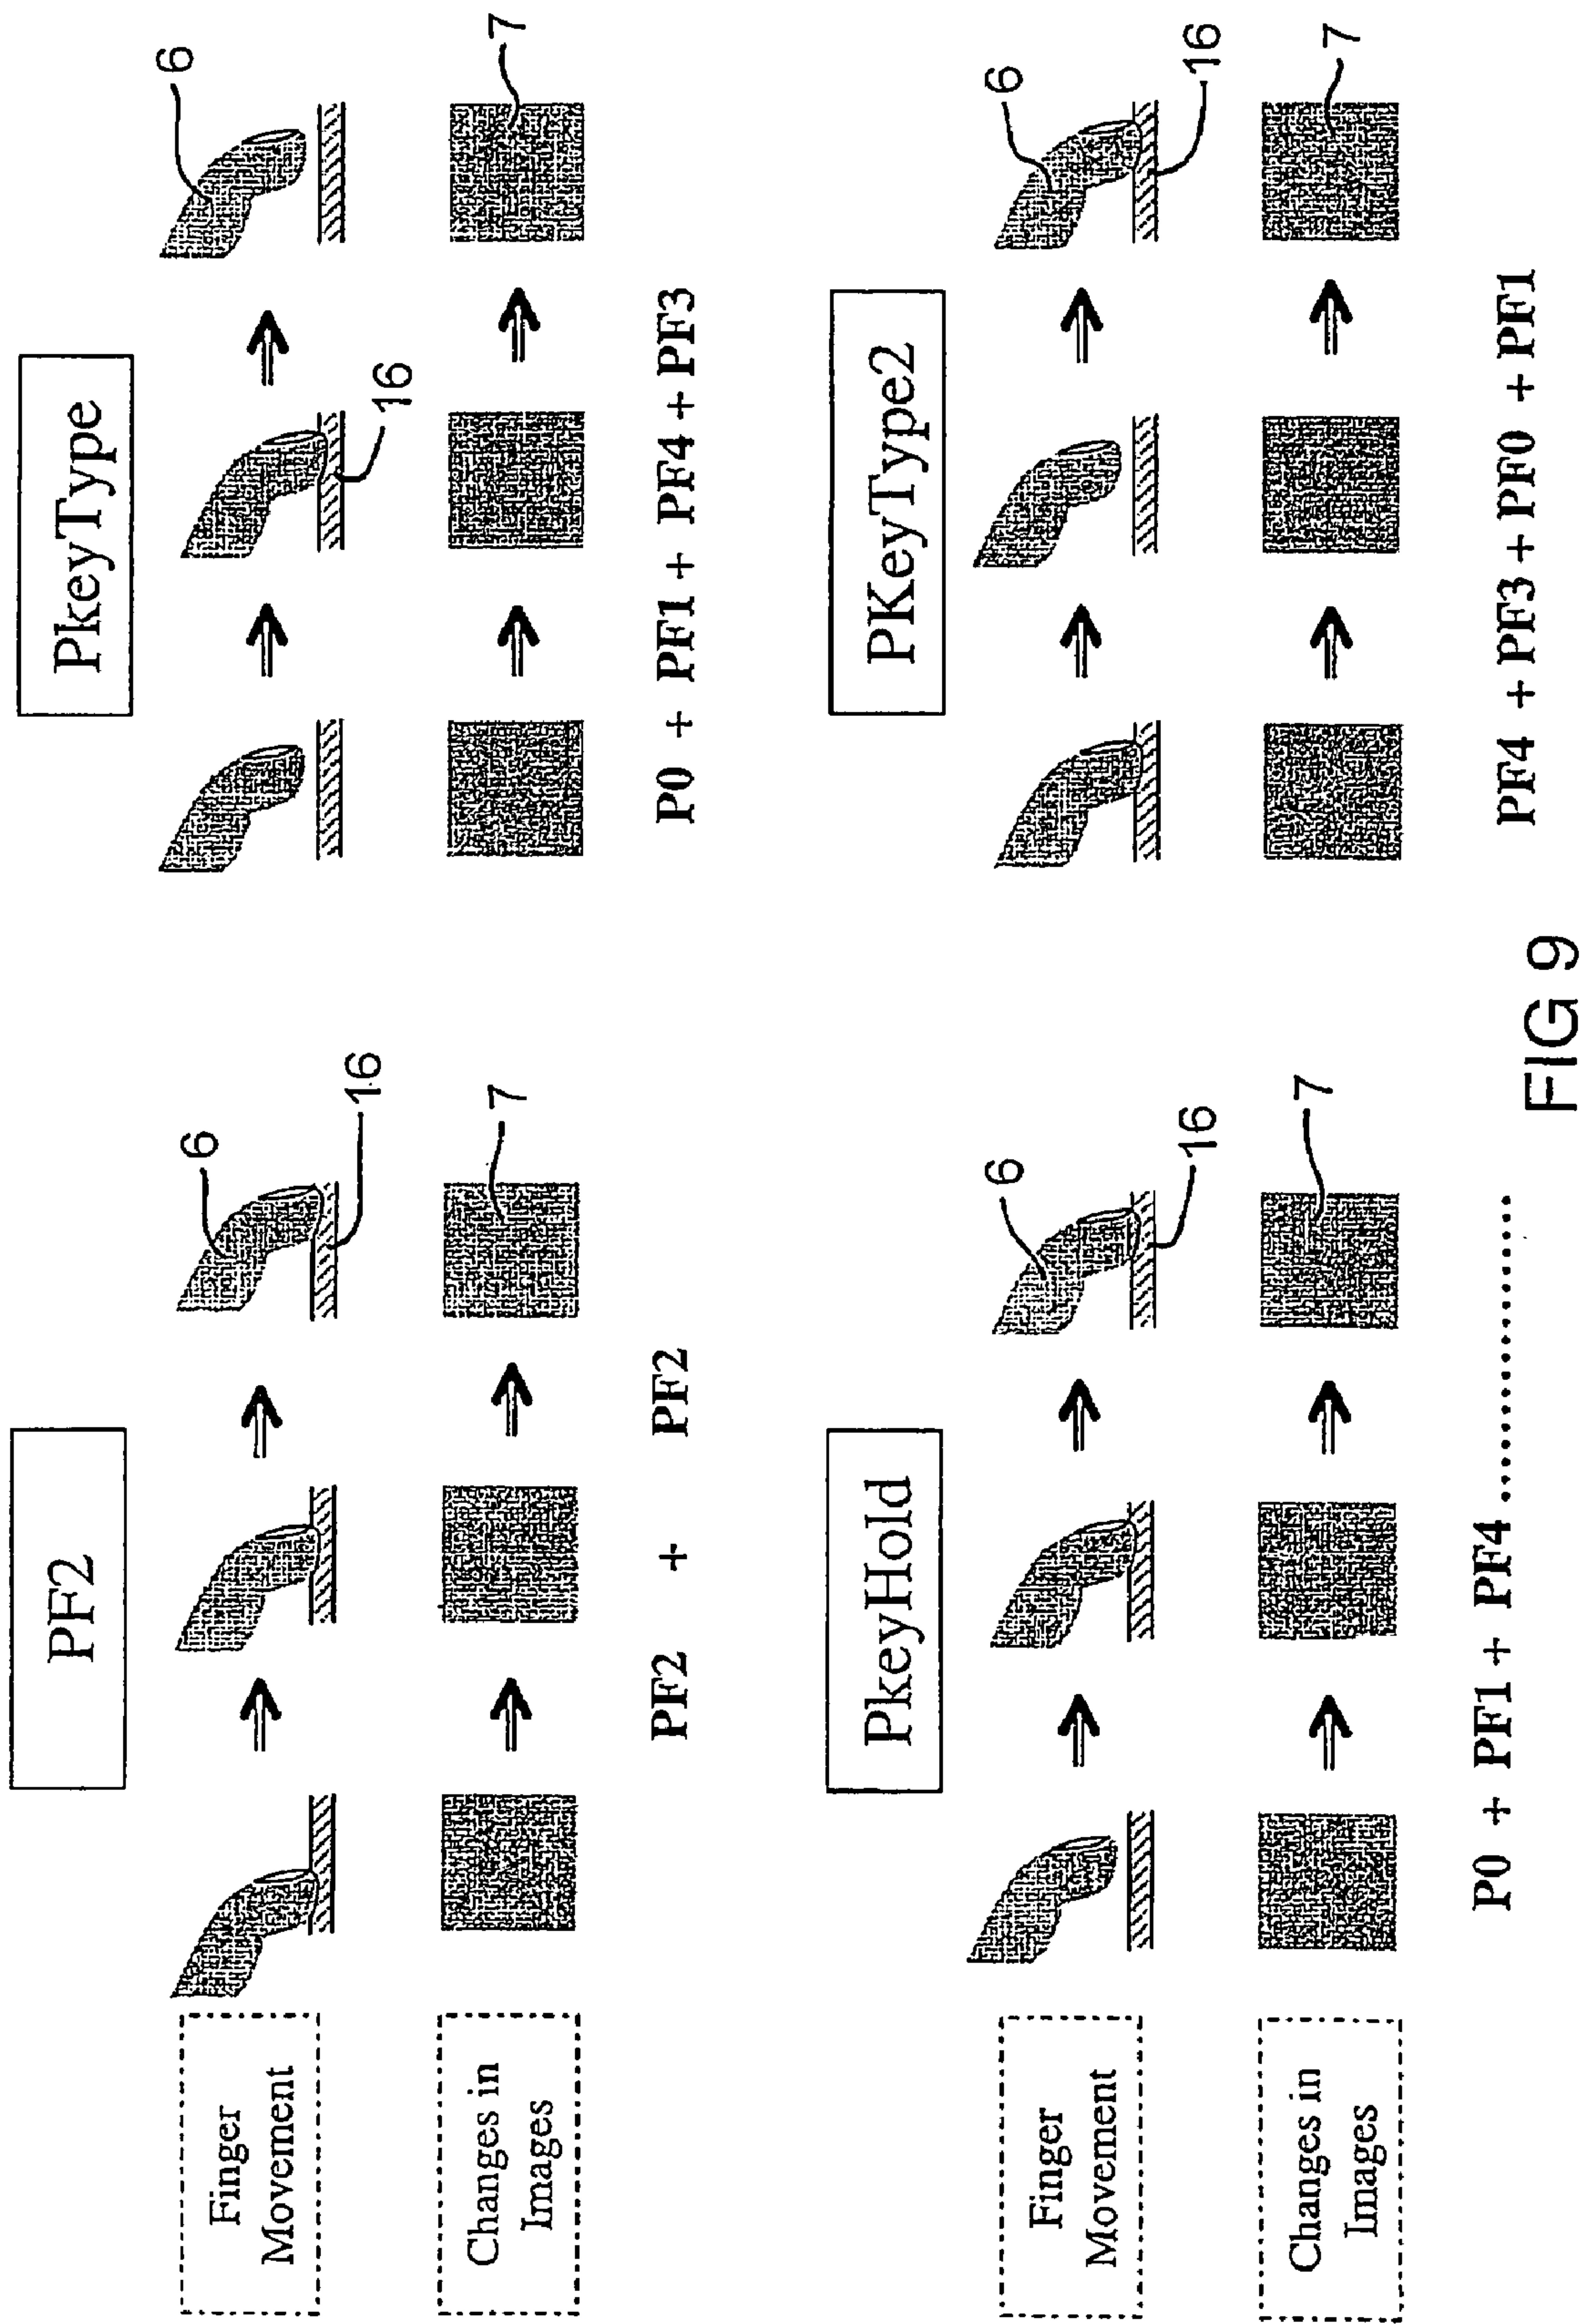 PF2
Finger
Movement
6
16
Changes in
Images
7
PF2 + PF2
PkeyType
6
16
7
P0 + PF1 + PF4 + PF3
PkeyHold
Finger
Movement
6
16
Changes in
Images
7
P0 + PF1 + PF4 ................
PKeyType2
6
16
7
PF4 + PF3 + PF0 + PF1
FIG 9